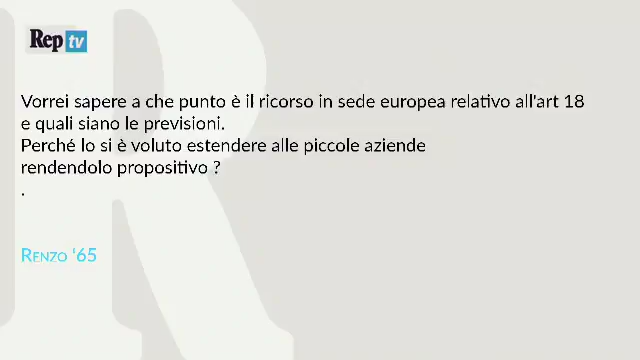 Rep tv
Vorrei sapere a che punto è il ricorso in sede europea relativo all'art 18
e quali siano le previsioni.
Perché lo si è voluto estendere alle piccole aziende
rendendolo propositivo ?
.
Renzo '65